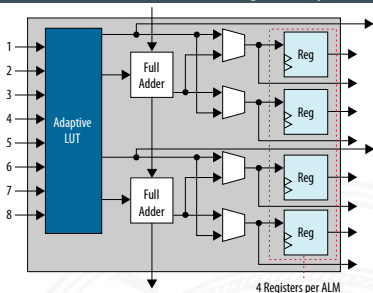 1
2
3
4
5
6
7
8
Adaptive
LUT
Full
Adder
Full
Adder
Reg
Reg
Reg
Reg
4 Registers per ALM